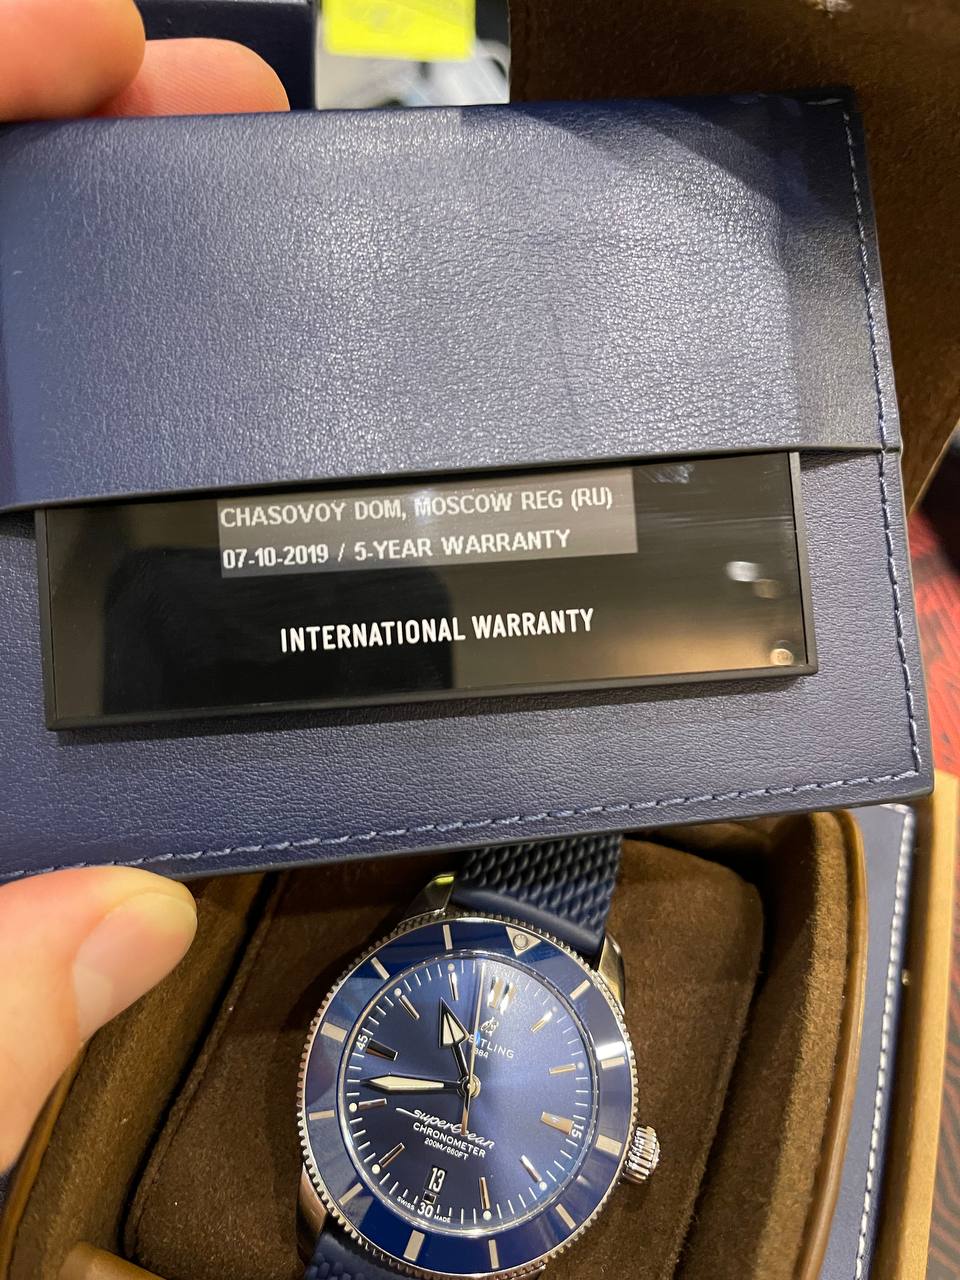 CHASOVOY DOM, MOSCOW REG (RU)
07-10-2019 / 5-YEAR WARRANTY
INTERNATIONAL WARRANTY
45
15
superocean
CHRONOMETER
200M/660FT
13
SWISS 30 MADE